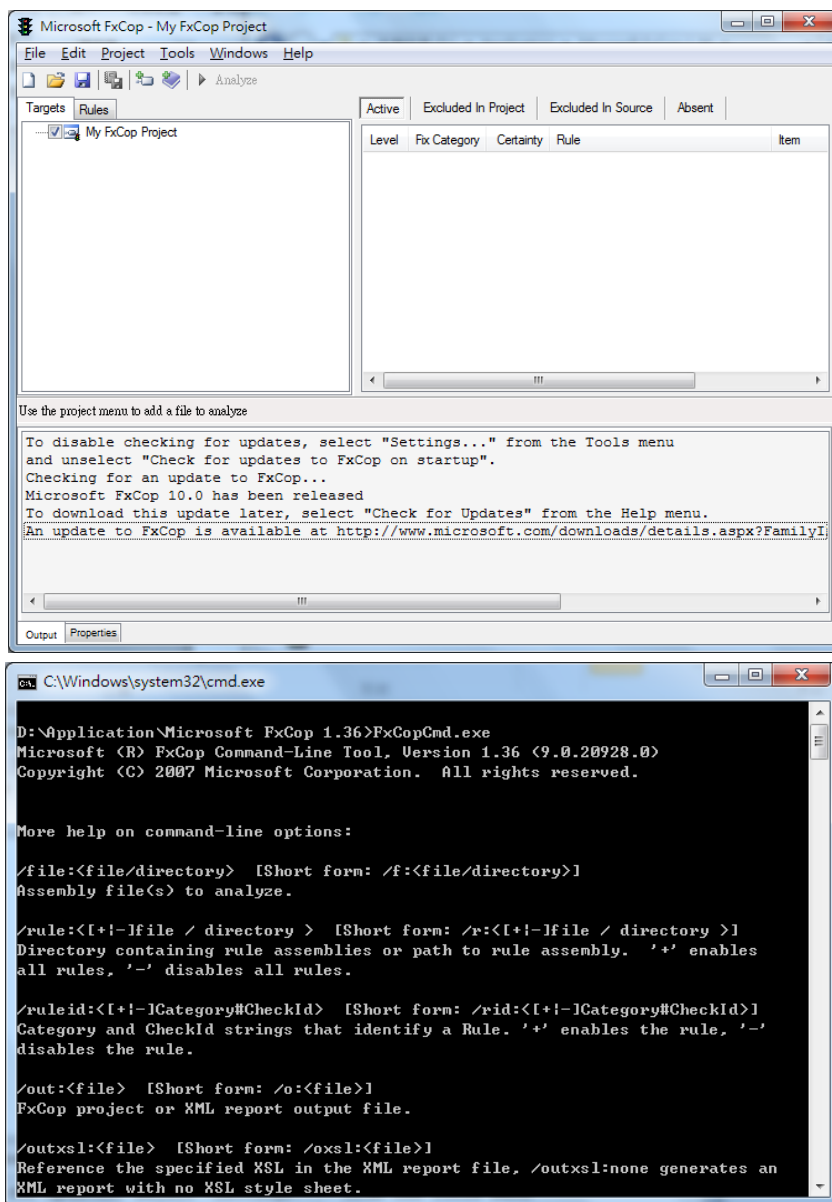 Microsoft FxCop - My FxCop Project
File Edit Project Tools Windows Help
Analyze
Targets Rules
My FxCop Project
Active Excluded In Project Excluded In Source Absent
Level Fix Category Certainty Rule Item
Use the project menu to add a file to analyze
To disable checking for updates, select "Settings..." from the Tools menu
and unselect "Check for updates to FxCop on startup".
Checking for an update to FxCop...
Microsoft FxCop 10.0 has been released
To download this update later, select "Check for Updates" from the Help menu.
An update to FxCop is available at http://www.microsoft.com/downloads/details.aspx?FamilyI
Output Properties
C:\Windows\system32\cmd.exe
D:\Application\Microsoft FxCop 1.36>FxCopCmd.exe
Microsoft (R) FxCop Command-Line Tool, Version 1.36 (9.0.20928.0)
Copyright (C) 2007 Microsoft Corporation.  All rights reserved.
More help on command-line options:
/file:<file/directory>  [Short form: /f:<file/directory>]
Assembly file(s) to analyze.
/rule:<[+|-]file / directory >  [Short form: /r:<[+|-]file / directory >]
Directory containing rule assemblies or path to rule assembly.  '+' enables
all rules, '-' disables all rules.
/ruleid:<[+|-]Category#CheckId>  [Short form: /rid:<[+|-]Category#CheckId>]
Category and CheckId strings that identify a Rule. '+' enables the rule, '-'
disables the rule.
/out:<file>  [Short form: /o:<file>]
FxCop project or XML report output file.
/outxsl:<file>  [Short form: /oxsl:<file>]
Reference the specified XSL in the XML report file, /outxsl:none generates an
XML report with no XSL style sheet.